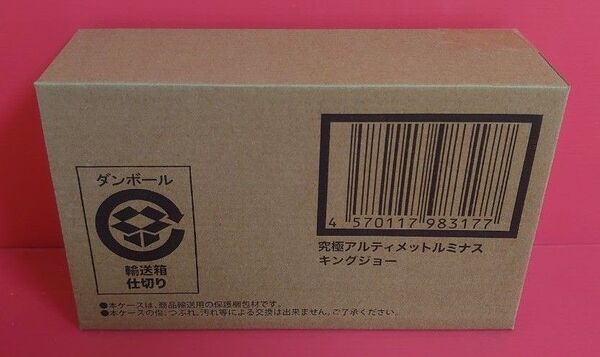 ダンボール
輸送箱
仕切り
4 570117 983177
究極アルティメットルミナス
キングジョー
●本ケースは、商品輸送用の保護梱包材です。
●本ケースの傷、つぶれ、汚れ等による交換は出来ません。ご了承ください。